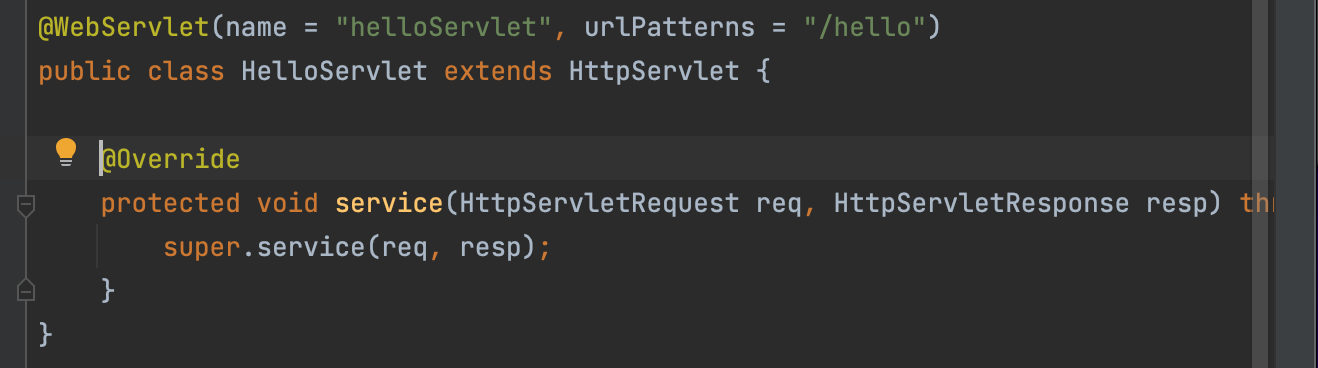 @WebServlet(name = "helloServlet", urlPatterns = "/hello")
public class HelloServlet extends HttpServlet {
@Override
protected void service(HttpServletRequest req, HttpServletResponse resp) thr
super.service(req, resp);
}
}